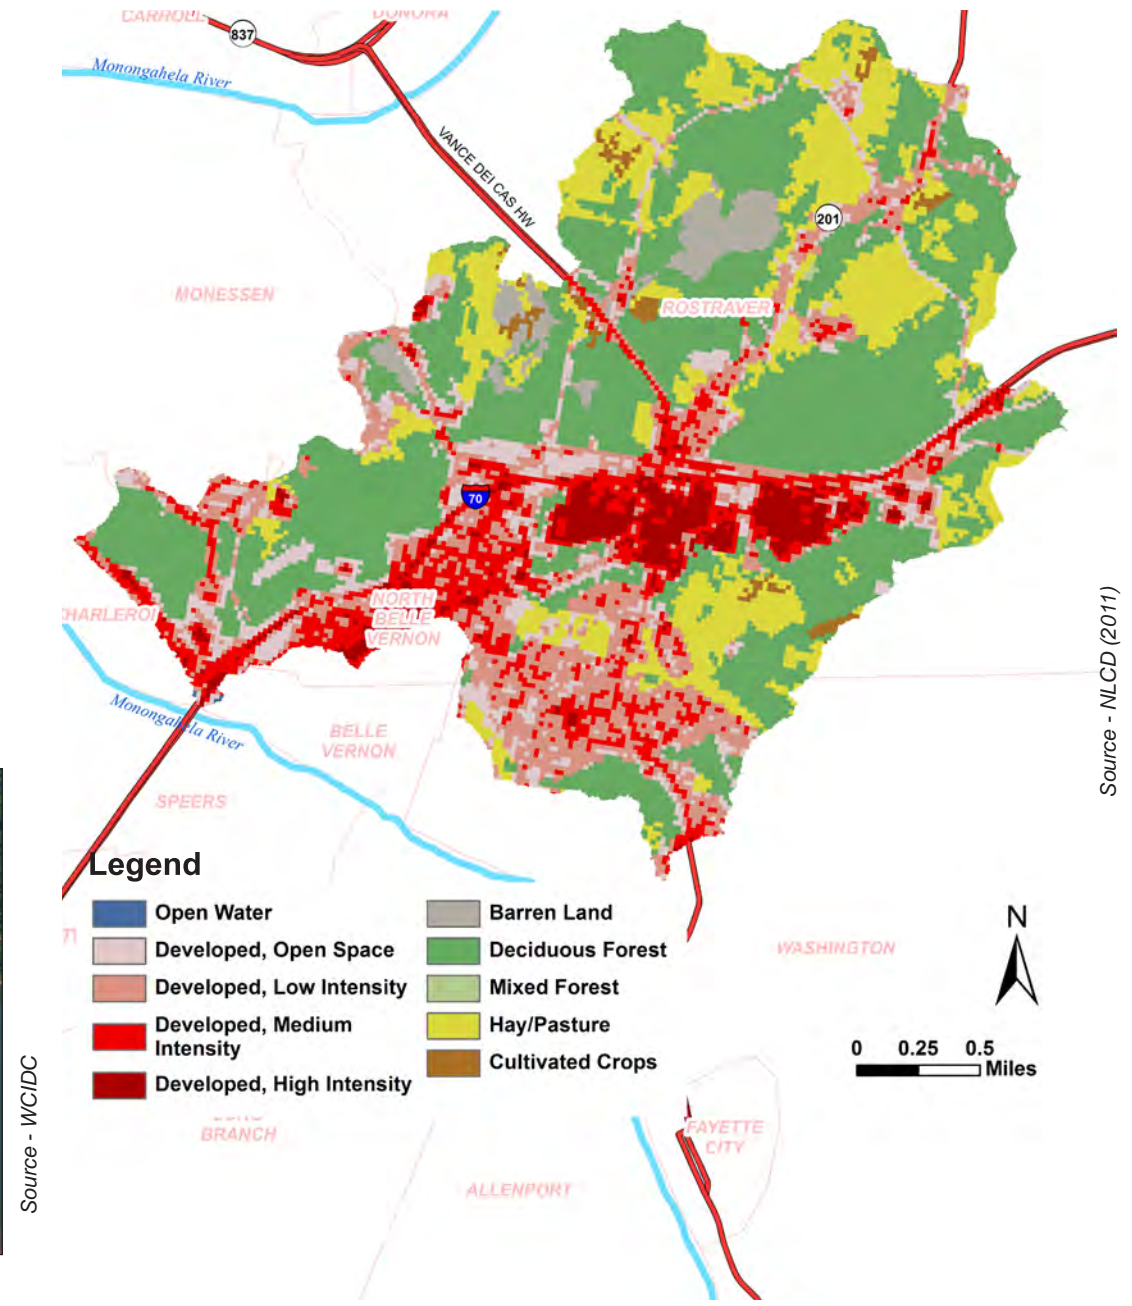 CARROLL
DONORA
837
Monongahela River
VANCE DEI CAS HW
201
MONESSEN
ROSTRAVER
70
NORTH
BELLE
VERNON
CHARLEROI
Monongahela River
BELLE
VERNON
SPEERS
Source - NLCD (2011)
Legend
Open Water
Developed, Open Space
Developed, Low Intensity
Developed, Medium
Intensity
Developed, High Intensity
Barren Land
Deciduous Forest
Mixed Forest
Hay/Pasture
Cultivated Crops
WASHINGTON
N
0 0.25 0.5
Miles
Source - WCIDC
BRANCH
FAYETTE
CITY
ALLENPORT